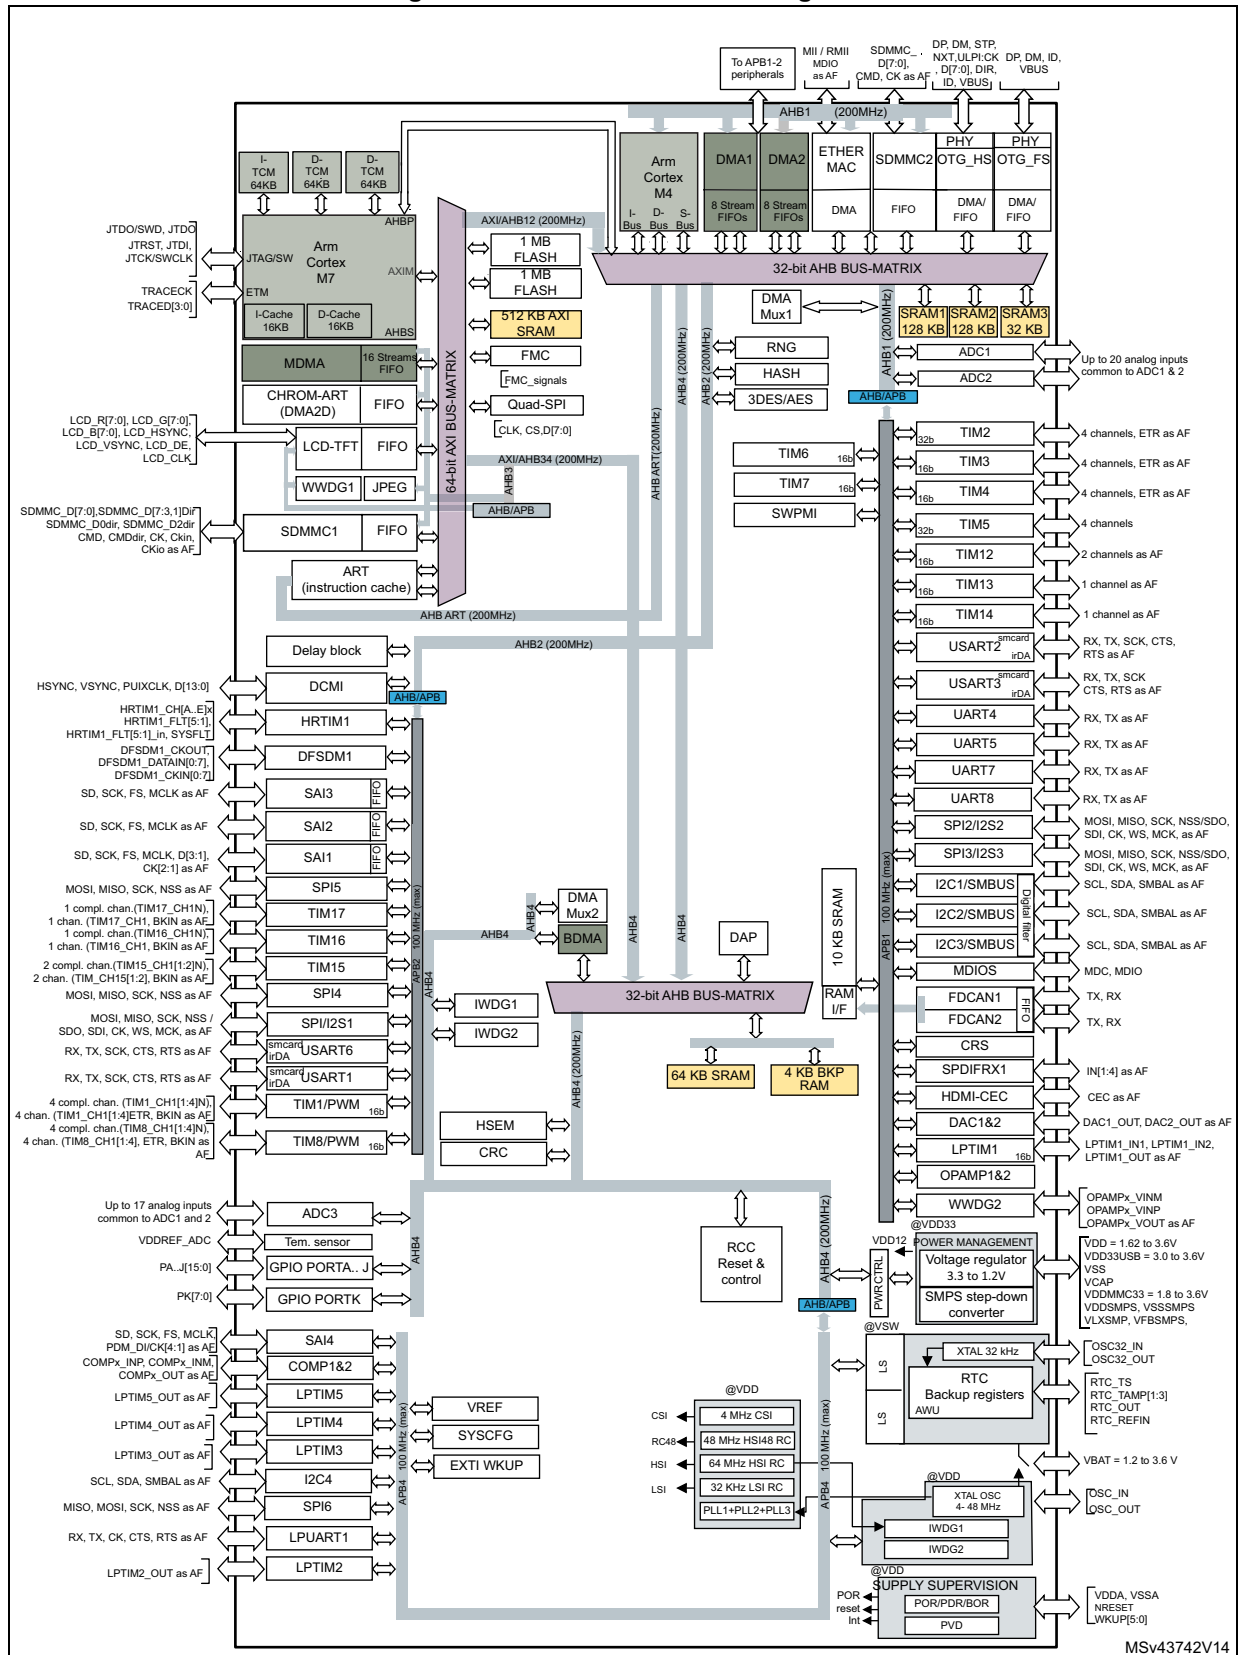 To APB1-2
peripherals
MII / RMII
MDIO
as AF
SDMMC_
D[7:0],
CMD, CK as AF
DP, DM, STP,
NXT,ULPI:CK
, D[7:0], DIR,
ID, VBUS
DP, DM, ID,
VBUS
AHB1 (200MHz)
I-
TCM
64KB
D-
TCM
64KB
D-
TCM
64KB
Arm
Cortex
M4
I-
Bus
D-
Bus
S-
Bus
DMA1
8 Stream
FIFOs
DMA2
8 Stream
FIFOs
ETHER
MAC
DMA
SDMMC2
FIFO
PHY
OTG_HS
DMA/
FIFO
PHY
OTG_FS
DMA/
FIFO
AHBP
JTDO/SWD, JTDO
JTRST, JTDI,
JTCK/SWCLK
JTAG/SW
Arm
Cortex
M7
AXIM
TRACECK
TRACED[3:0]
ETM
I-Cache
16KB
D-Cache
16KB
AHBS
AXI/AHB12 (200MHz)
1 MB
FLASH
1 MB
FLASH
512 KB AXI
SRAM
FMC
FMC_signals
Quad-SPI
CLK, CS,D[7:0]
64-bit AXI BUS-MATRIX
32-bit AHB BUS-MATRIX
DMA
Mux1
AHB1 (200MHz)
SRAM1
128 KB
SRAM2
128 KB
SRAM3
32 KB
MDMA
16 Streams
FIFO
CHROM-ART
(DMA2D)
FIFO
LCD_R[7:0], LCD_G[7:0],
LCD_B[7:0], LCD_HSYNC,
LCD_VSYNC, LCD_DE,
LCD_CLK
LCD-TFT
FIFO
WWDG1
JPEG
AXI/AHB34 (200MHz)
AHB3
AHB/APB
SDMMC_D[7:0],SDMMC_D[7:3,1]Dir
SDMMC_D0dir, SDMMC_D2dir
CMD, CMDdir, CK, Ckin,
CKio as AF
SDMMC1
FIFO
ART
(instruction cache)
AHB ART (200MHz)
AHB ART(200MHz)
AHB4 (200MHz)
AHB2 (200MHz)
RNG
HASH
3DES/AES
ADC1
ADC2
Up to 20 analog inputs
common to ADC1 & 2
AHB/APB
TIM6
16b
TIM7
16b
SWPMI
TIM2
32b
4 channels, ETR as AF
TIM3
16b
4 channels, ETR as AF
TIM4
16b
4 channels, ETR as AF
TIM5
32b
4 channels
TIM12
16b
2 channels as AF
TIM13
16b
1 channel as AF
TIM14
16b
1 channel as AF
USART2
smcard
irDA
RX, TX, SCK, CTS,
RTS as AF
USART3
smcard
irDA
RX, TX, SCK
CTS, RTS as AF
UART4
RX, TX as AF
UART5
RX, TX as AF
UART7
RX, TX as AF
UART8
RX, TX as AF
SPI2/I2S2
MOSI, MISO, SCK, NSS/SDO,
SDI, CK, WS, MCK, as AF
SPI3/I2S3
MOSI, MISO, SCK, NSS/SDO,
SDI, CK, WS, MCK, as AF
I2C1/SMBUS
SCL, SDA, SMBAL as AF
I2C2/SMBUS
SCL, SDA, SMBAL as AF
I2C3/SMBUS
SCL, SDA, SMBAL as AF
Digital filter
MDIOS
MDC, MDIO
FDCAN1
TX, RX
FDCAN2
TX, RX
FIFO
CRS
SPDIFRX1
IN[1:4] as AF
HDMI-CEC
CEC as AF
DAC1&2
DAC1_OUT, DAC2_OUT as AF
LPTIM1
16b
LPTIM1_IN1, LPTIM1_IN2,
LPTIM1_OUT as AF
OPAMP1&2
WWDG2
OPAMPx_VINM
OPAMPx_VINP
OPAMPx_VOUT as AF
APB1 100 MHz (max)
10 KB SRAM
RAM
I/F
AHB2 (200MHz)
Delay block
HSYNC, VSYNC, PUIXCLK, D[13:0]
DCMI
AHB/APB
HRTIM1_CH[A..E]x
HRTIM1_FLT[5:1],
HRTIM1_FLT[5:1]_in, SYSFLT
HRTIM1
DFSDM1_CKOUT,
DFSDM1_DATAIN[0:7],
DFSDM1_CKIN[0:7]
DFSDM1
SD, SCK, FS, MCLK as AF
SAI3
FIFO
SD, SCK, FS, MCLK as AF
SAI2
FIFO
SD, SCK, FS, MCLK, D[3:1],
CK[2:1] as AF
SAI1
FIFO
MOSI, MISO, SCK, NSS as AF
SPI5
1 compl. chan.(TIM17_CH1N),
1 chan. (TIM17_CH1, BKIN as AF
TIM17
1 compl. chan.(TIM16_CH1N),
1 chan. (TIM16_CH1, BKIN as AF
TIM16
2 compl. chan.(TIM15_CH1[1:2]N),
2 chan. (TIM_CH15[1:2], BKIN as AF
TIM15
MOSI, MISO, SCK, NSS as AF
SPI4
MOSI, MISO, SCK, NSS /
SDO, SDI, CK, WS, MCK, as AF
SPI/I2S1
RX, TX, SCK, CTS, RTS as AF
smcard
irDA
USART6
RX, TX, SCK, CTS, RTS as AF
smcard
irDA
USART1
4 compl. chan.(TIM1_CH1[1:4]N),
4 chan. (TIM1_CH1[1:4]ETR, BKIN as AF
TIM1/PWM
16b
4 compl. chan.(TIM8_CH1[1:4]N),
4 chan. (TIM8_CH1[1:4], ETR, BKIN as
AF
TIM8/PWM
16b
APB2 100 MHz (max)
AHB4
AHB4
AHB4
AHB4
AHB4
DMA
Mux2
BDMA
DAP
32-bit AHB BUS-MATRIX
IWDG1
IWDG2
AHB4 (200MHz)
64 KB SRAM
4 KB BKP
RAM
HSEM
CRC
Up to 17 analog inputs
common to ADC1 and 2
ADC3
VDDREF_ADC
Tem. sensor
PA..J[15:0]
GPIO PORTA.. J
PK[7:0]
GPIO PORTK
AHB4
RCC
Reset &
control
AHB4 (200MHz)
AHB/APB
@VDD33
VDD12
POWER MANAGEMENT
PWRCTRL
Voltage regulator
3.3 to 1.2V
SMPS step-down
converter
VDD = 1.62 to 3.6V
VDD33USB = 3.0 to 3.6V
VSS
VCAP
VDDMMC33 = 1.8 to 3.6V
VDDSMPS, VSSSMPS
VLXSMP, VFBSMPS,
@VSW
LS
LS
XTAL 32 kHz
RTC
Backup registers
AWU
OSC32_IN
OSC32_OUT
RTC_TS
RTC_TAMP[1:3]
RTC_OUT
RTC_REFIN
VBAT = 1.2 to 3.6 V
SD, SCK, FS, MCLK,
PDM_DI/CK[4:1] as AF
SAI4
COMPx_INP, COMPx_INM,
COMPx_OUT as AF
COMP1&2
LPTIM5_OUT as AF
LPTIM5
LPTIM4_OUT as AF
LPTIM4
LPTIM3_OUT as AF
LPTIM3
SCL, SDA, SMBAL as AF
I2C4
MISO, MOSI, SCK, NSS as AF
SPI6
RX, TX, CK, CTS, RTS as AF
LPUART1
LPTIM2_OUT as AF
LPTIM2
APB4 100 MHz (max)
VREF
SYSCFG
EXTI WKUP
@VDD
CSI
4 MHz CSI
RC48
48 MHz HSI48 RC
HSI
64 MHz HSI RC
LSI
32 KHz LSI RC
PLL1+PLL2+PLL3
APB4 100 MHz (max)
@VDD
XTAL OSC
4- 48 MHz
IWDG1
IWDG2
OSC_IN
OSC_OUT
@VDD
SUPPLY SUPERVISION
POR
reset
Int
POR/PDR/BOR
PVD
VDDA, VSSA
NRESET
WKUP[5:0]
MSv43742V14